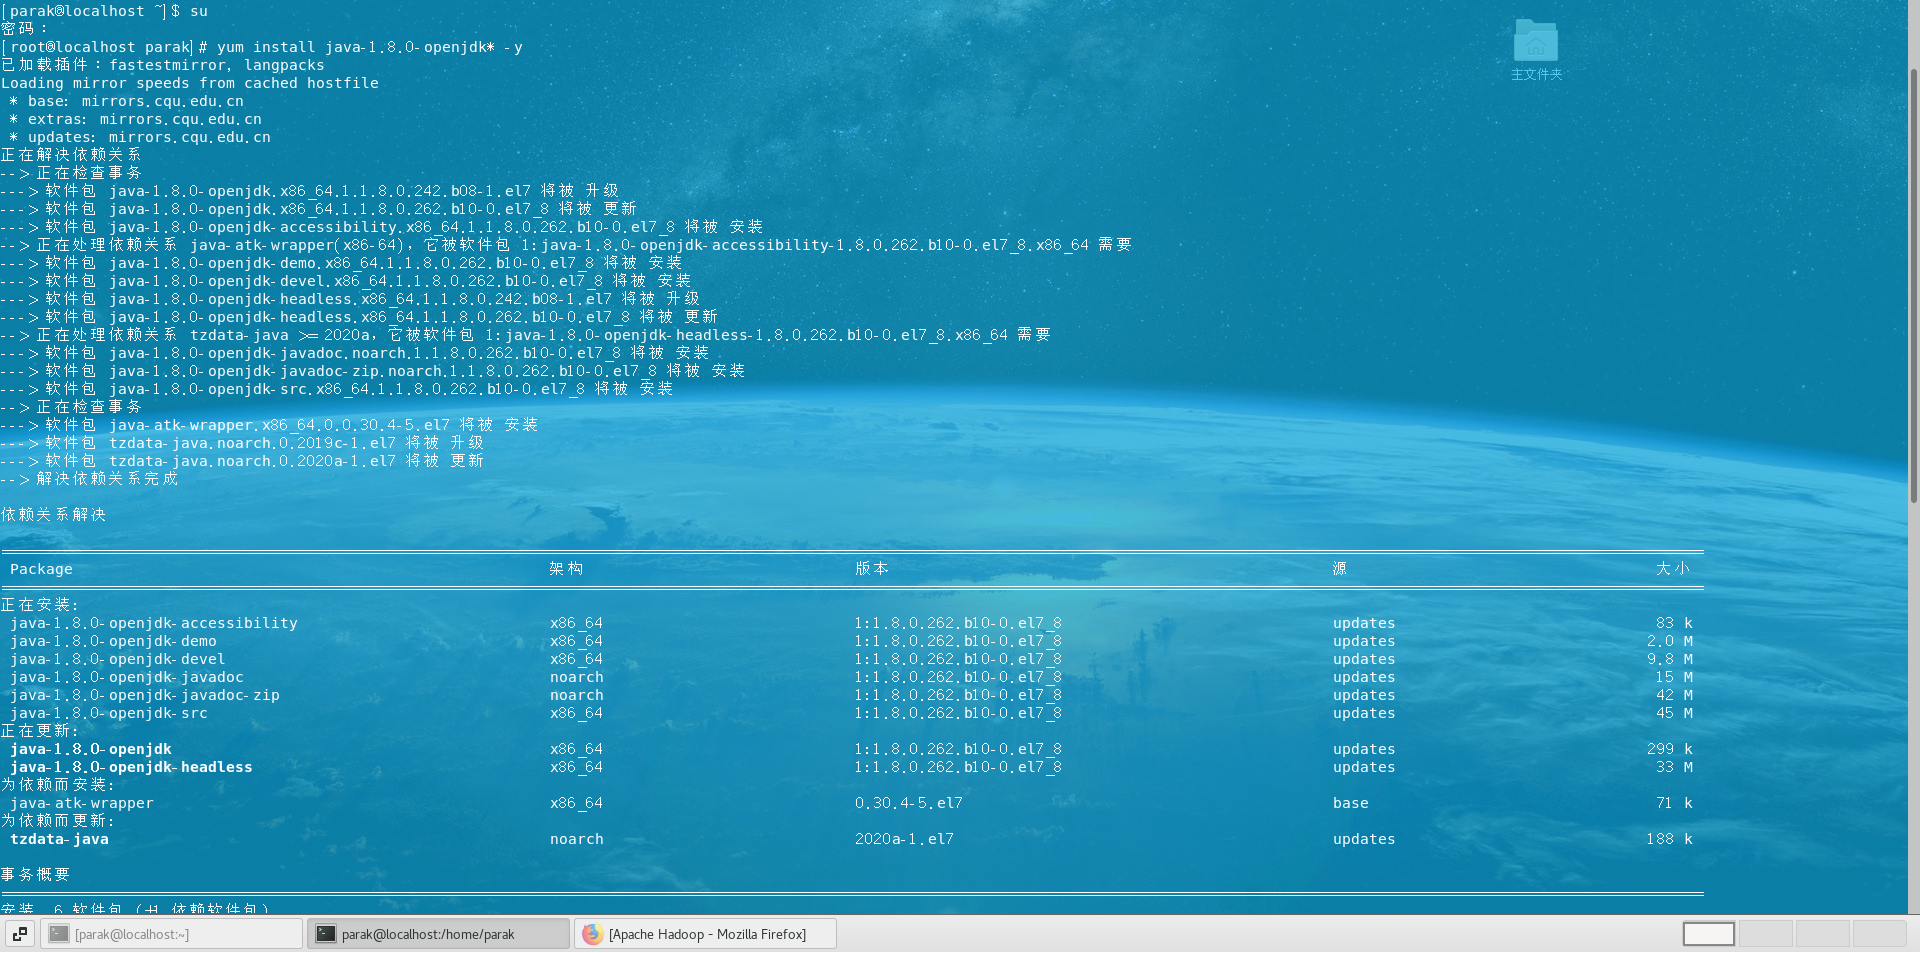 [parak@localhost ~]$ su
密码：
[root@localhost parak]# yum install java-1.8.0-openjdk* -y
已加载插件：fastestmirror, langpacks
Loading mirror speeds from cached hostfile
 * base: mirrors.cqu.edu.cn
 * extras: mirrors.cqu.edu.cn
 * updates: mirrors.cqu.edu.cn
正在解决依赖关系
--> 正在检查事务
---> 软件包 java-1.8.0-openjdk.x86_64.1.1.8.0.242.b08-1.el7 将被 升级
---> 软件包 java-1.8.0-openjdk.x86_64.1.1.8.0.262.b10-0.el7_8 将被 更新
---> 软件包 java-1.8.0-openjdk-accessibility.x86_64.1.1.8.0.262.b10-0.el7_8 将被 安装
--> 正在处理依赖关系 java-atk-wrapper(x86-64)，它被软件包 1:java-1.8.0-openjdk-accessibility-1.8.0.262.b10-0.el7_8.x86_64 需要
---> 软件包 java-1.8.0-openjdk-demo.x86_64.1.1.8.0.262.b10-0.el7_8 将被 安装
---> 软件包 java-1.8.0-openjdk-devel.x86_64.1.1.8.0.262.b10-0.el7_8 将被 安装
---> 软件包 java-1.8.0-openjdk-headless.x86_64.1.1.8.0.242.b08-1.el7 将被 升级
---> 软件包 java-1.8.0-openjdk-headless.x86_64.1.1.8.0.262.b10-0.el7_8 将被 更新
--> 正在处理依赖关系 tzdata-java >= 2020a，它被软件包 1:java-1.8.0-openjdk-headless-1.8.0.262.b10-0.el7_8.x86_64 需要
---> 软件包 java-1.8.0-openjdk-javadoc.noarch.1.1.8.0.262.b10-0.el7_8 将被 安装
---> 软件包 java-1.8.0-openjdk-javadoc-zip.noarch.1.1.8.0.262.b10-0.el7_8 将被 安装
---> 软件包 java-1.8.0-openjdk-src.x86_64.1.1.8.0.262.b10-0.el7_8 将被 安装
--> 正在检查事务
---> 软件包 java-atk-wrapper.x86_64.0.0.30.4-5.el7 将被 安装
---> 软件包 tzdata-java.noarch.0.2019c-1.el7 将被 升级
---> 软件包 tzdata-java.noarch.0.2020a-1.el7 将被 更新
--> 解决依赖关系完成
依赖关系解决
Package 架构 版本 源 大小
正在安装:
java-1.8.0-openjdk-accessibility x86_64 1:1.8.0.262.b10-0.el7_8 updates 83 k
java-1.8.0-openjdk-demo x86_64 1:1.8.0.262.b10-0.el7_8 updates 2.0 M
java-1.8.0-openjdk-devel x86_64 1:1.8.0.262.b10-0.el7_8 updates 9.8 M
java-1.8.0-openjdk-javadoc noarch 1:1.8.0.262.b10-0.el7_8 updates 15 M
java-1.8.0-openjdk-javadoc-zip noarch 1:1.8.0.262.b10-0.el7_8 updates 42 M
java-1.8.0-openjdk-src x86_64 1:1.8.0.262.b10-0.el7_8 updates 45 M
正在更新:
java-1.8.0-openjdk x86_64 1:1.8.0.262.b10-0.el7_8 updates 299 k
java-1.8.0-openjdk-headless x86_64 1:1.8.0.262.b10-0.el7_8 updates 33 M
为依赖而安装:
java-atk-wrapper x86_64 0.30.4-5.el7 base 71 k
为依赖而更新:
tzdata-java noarch 2020a-1.el7 updates 188 k
事务概要
安装 6 软件包 (+1 依赖软件包)
主文件夹
[parak@localhost:~]
parak@localhost:/home/parak
[Apache Hadoop - Mozilla Firefox]